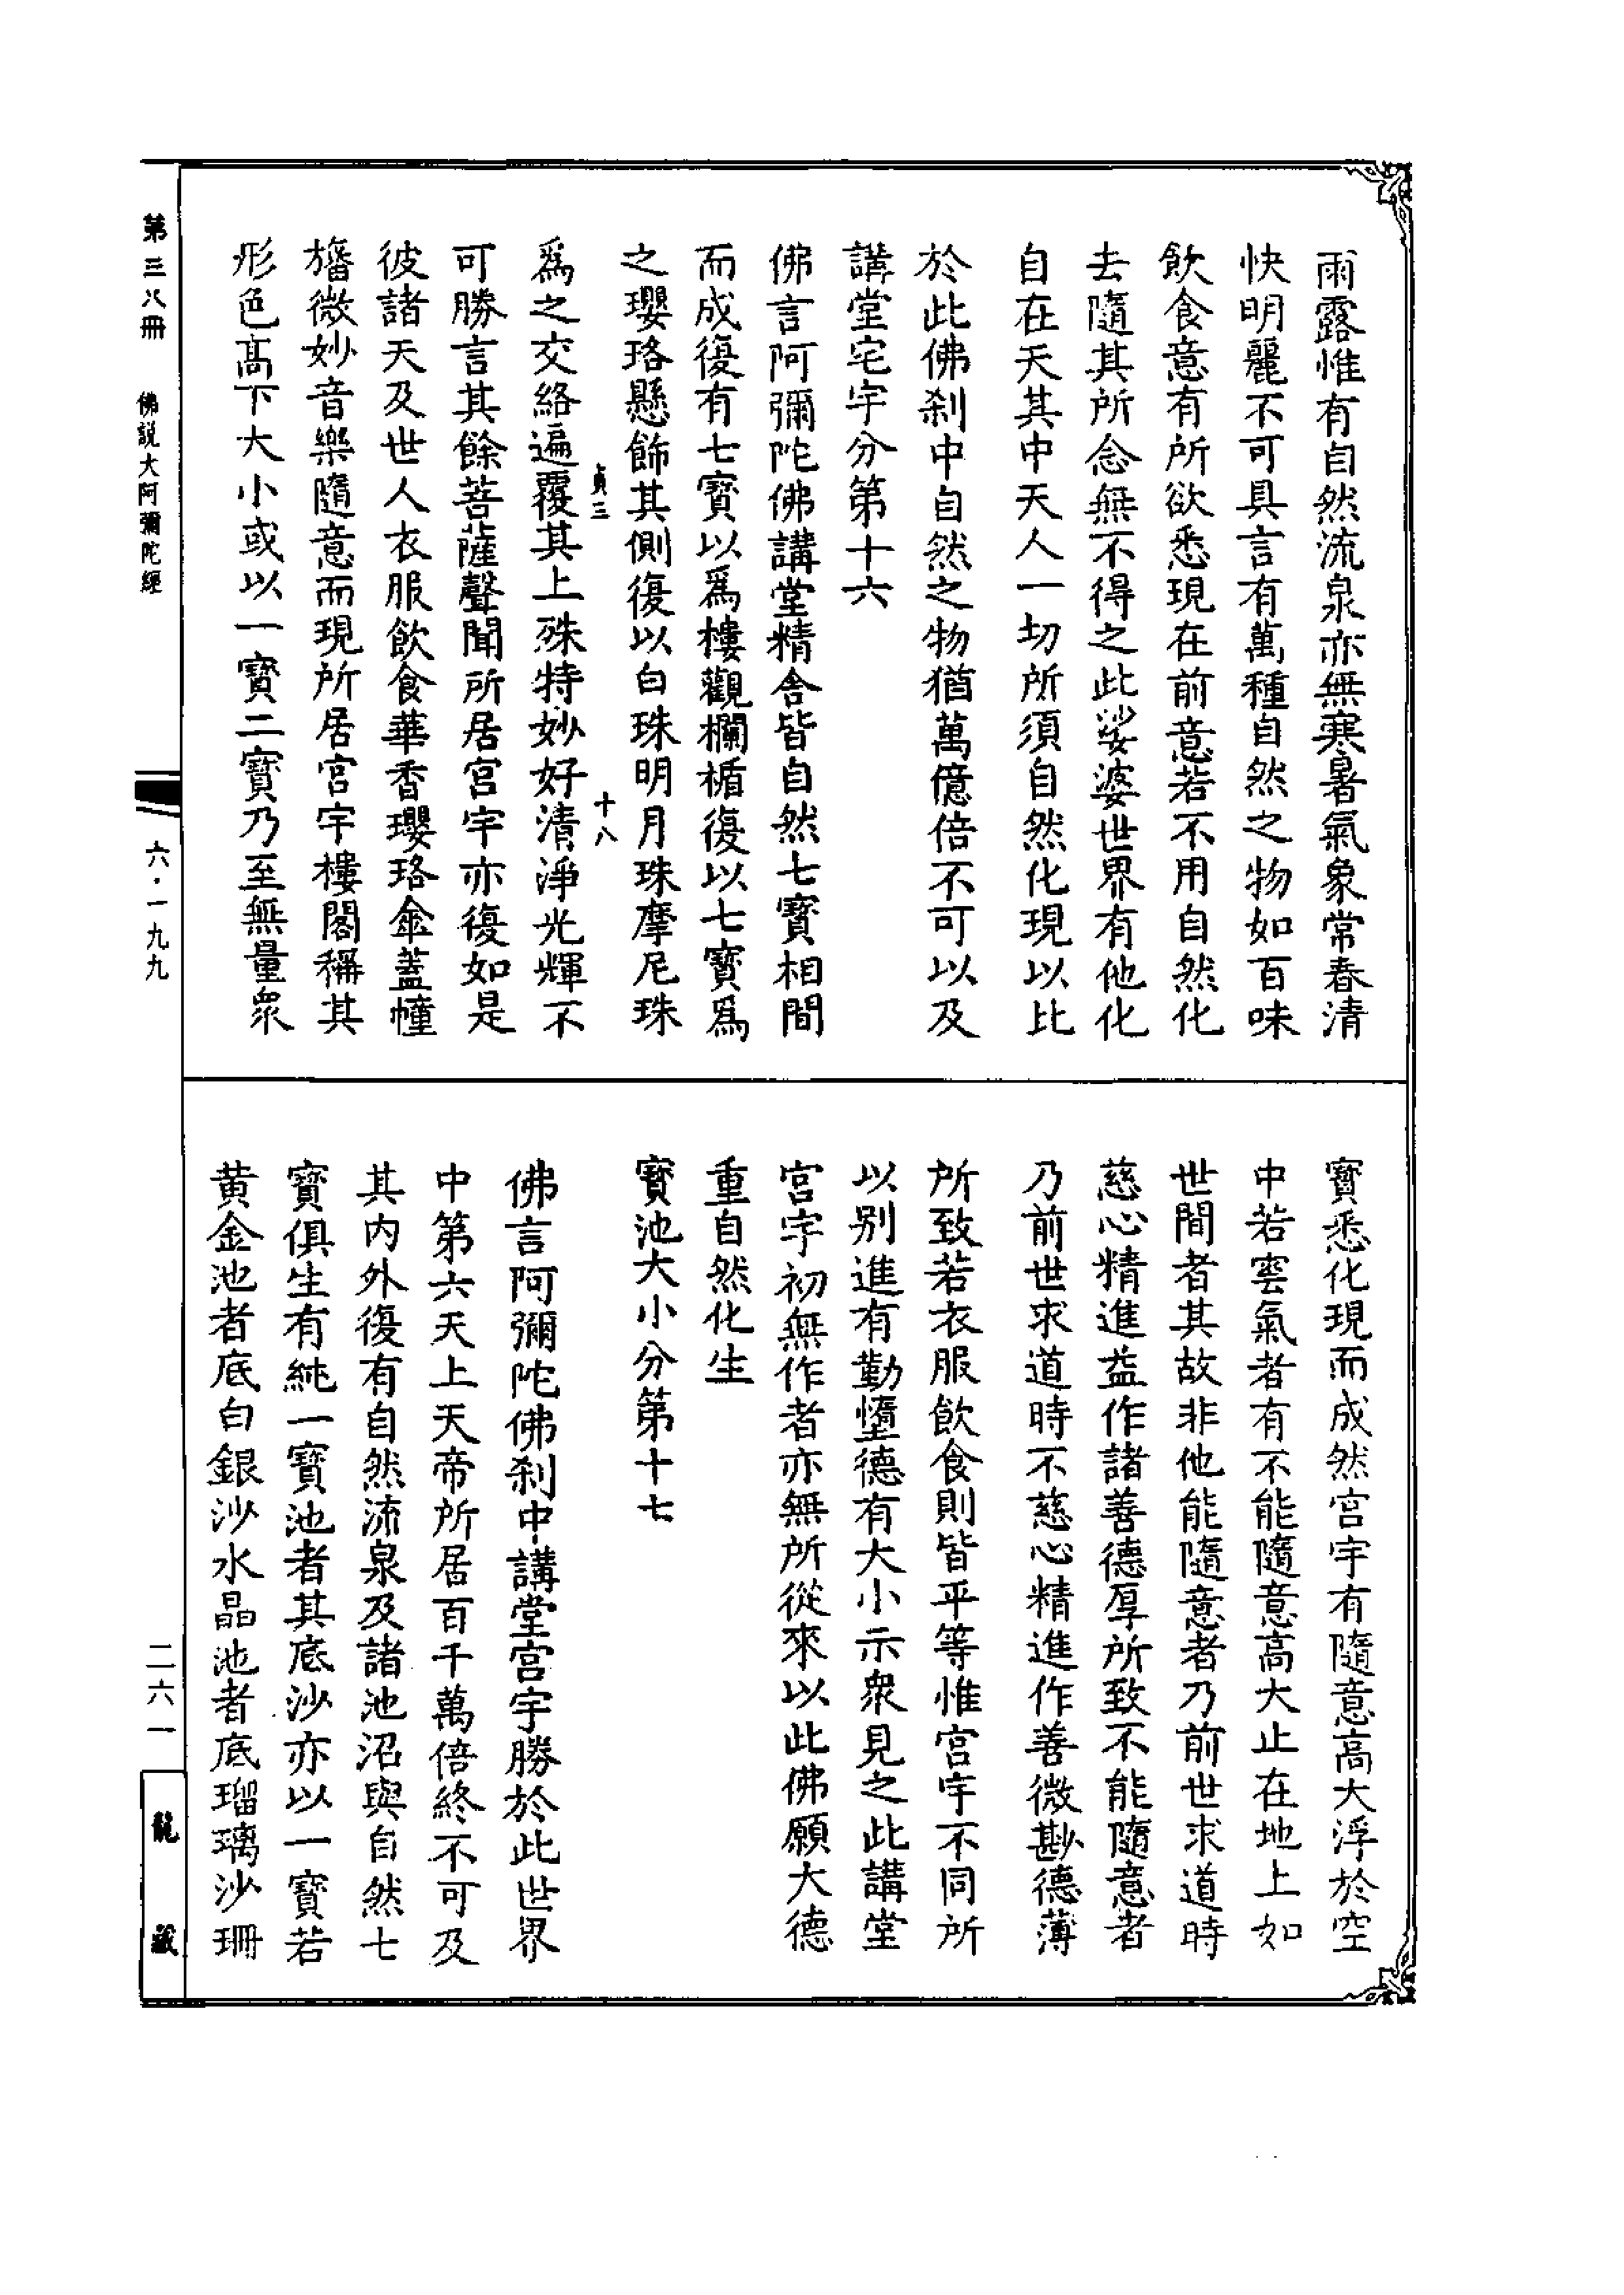 雨露惟有自然流泉亦無寒暑氣象常春清
快明麗不可具言有萬種自然之物如百味
飲食意有所欲悉現在前意若不用自然化
去隨其所念無不得之此娑婆世界有他化
自在天其中天人一切所須自然化現以比
於此佛刹中自然之物猶萬億倍不可以及
講堂宅宇分第十六
佛言阿彌陀佛講堂精舍皆自然七寶相間
而成復有七寶以爲樓觀欄楯復以七寶爲
之瓔珞懸飾其側復以白珠明月珠摩尼珠
貞三
十八
爲之交絡遍覆其上殊特妙好清淨光輝不
可勝言其餘菩薩聲聞所居宮宇亦復如是
彼諸天及世人衣服飲食華香瓔珞傘蓋幢
旛微妙音樂隨意而現所居宮宇樓閣稱其
形色高下大小或以一寶二寶乃至無量衆
寶悉化現而成然宮宇有隨意高大浮於空
中若雲氣者有不能隨意高大止在地上如
世間者其故非他能隨意者乃前世求道時
慈心精進益作諸善德厚所致不能隨意者
乃前世求道時不慈心精進作善微尠德薄
所致若衣服飲食則皆平等惟宮宇不同所
以别進有勤墮德有大小示衆見之此講堂
宮宇初無作者亦無所從來以此佛願大德
重自然化生
寶池大小分第十七
佛言阿彌陀佛刹中講堂宮宇勝於此世界
中第六天上天帝所居百千萬倍終不可及
其内外復有自然流泉及諸池沼與自然七
寶俱生有純一寶池者其底沙亦以一寶若
黄金池者底白銀沙水晶池者底瑠璃沙珊
第三八冊
佛説大阿彌陀經
六·一九九
二六一
龍藏